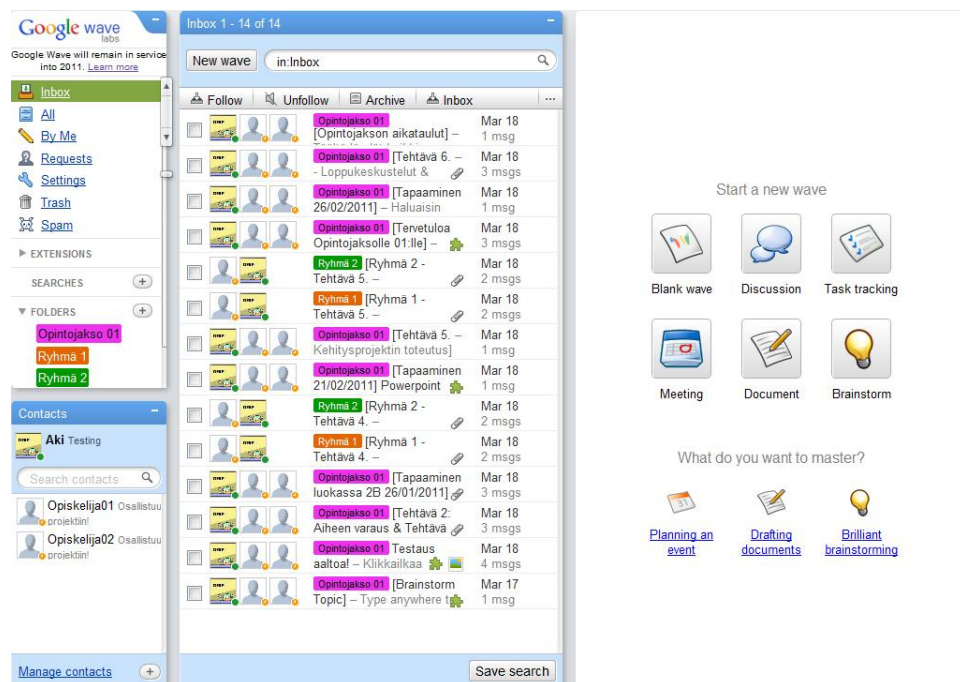 Google wave
labs
Google Wave will remain in service
into 2011. Learn more
Inbox
All
By Me
Requests
Settings
Trash
Spam
EXTENSIONS
SEARCHES
FOLDERS
Opintojakso 01
Ryhmä 1
Ryhmä 2
Contacts
Aki Testing
Search contacts
Opiskelija01 Osallistuu
projektiin!
Opiskelija02 Osallistuu
projektiin!
Manage contacts
Inbox 1 - 14 of 14
New wave in:Inbox
Follow Unfollow Archive Inbox ...
Opintojakso 01 Mar 18
[Opintojakson aikataulut] – 1 msg
Opintojakso 01 [Tehtävä 6. – Mar 18
- Loppukeskustelut & 3 msgs
Opintojakso 01 [Tapaaminen Mar 18
26/02/2011] – Haluaisin 1 msg
Opintojakso 01 [Tervetuloa Mar 18
Opintojaksolle 01:lle] – 3 msgs
Ryhmä 2 [Ryhmä 2 - Mar 18
Tehtävä 5. – 2 msgs
Ryhmä 1 [Ryhmä 1 - Mar 18
Tehtävä 5. – 2 msgs
Opintojakso 01 [Tehtävä 5. – Mar 18
Kehitysprojektin toteutus] 1 msg
Opintojakso 01 [Tapaaminen Mar 18
21/02/2011] Powerpoint 1 msg
Ryhmä 2 [Ryhmä 2 - Mar 18
Tehtävä 4. – 2 msgs
Ryhmä 1 [Ryhmä 1 - Mar 18
Tehtävä 4. – 2 msgs
Opintojakso 01 [Tapaaminen Mar 18
luokassa 2B 26/01/2011] 3 msgs
Opintojakso 01 [Tehtävä 2: Mar 18
Aiheen varaus & Tehtävä 3 msgs
Opintojakso 01 Testaus Mar 18
aaltoa! – Klikkailkaa 4 msgs
Opintojakso 01 [Brainstorm Mar 17
Topic] – Type anywhere t 1 msg
Save search
Start a new wave
Blank wave Discussion Task tracking
Meeting Document Brainstorm
What do you want to master?
Planning an event
Drafting documents
Brilliant brainstorming